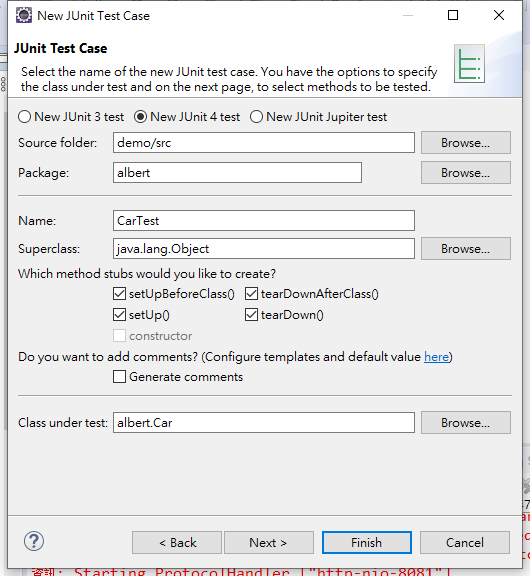 New JUnit Test Case
JUnit Test Case
Select the name of the new JUnit test case. You have the options to specify
the class under test and on the next page, to select methods to be tested.
New JUnit 3 test New JUnit 4 test New JUnit Jupiter test
Source folder: demo/src Browse...
Package: albert Browse...
Name: CarTest
Superclass: java.lang.Object Browse...
Which method stubs would you like to create?
setUpBeforeClass() tearDownAfterClass()
setUp() tearDown()
constructor
Do you want to add comments? (Configure templates and default value here)
Generate comments
Class under test: albert.Car Browse...
? < Back Next > Finish Cancel
資訊: Starting ProtocolHandler ["http-nio-8081"]